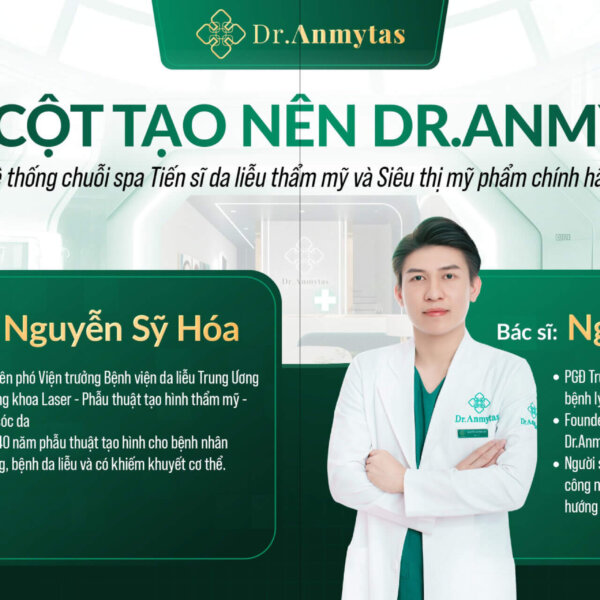 Dr.Anmytas
CỘT TẠO NÊN DR.ANM
thống chuỗi spa Tiến sĩ da liễu thẩm mỹ và Siêu thị mỹ phẩm chính
Dr.Anmytas
Nguyễn Sỹ Hóa
ên phó Viện trưởng Bệnh viện da liễu Trung Ương
ng khoa Laser - Phẫu thuật tạo hình thẩm mỹ -
óc da
40 năm phẫu thuật tạo hình cho bệnh nhân
g, bệnh da liễu và có khiếm khuyết cơ thể.
Dr.Anmytas
Bác sĩ: Ng
• PGĐ Tr
bệnh l
• Founde
Dr.Anm
• Người s
công n
hướng